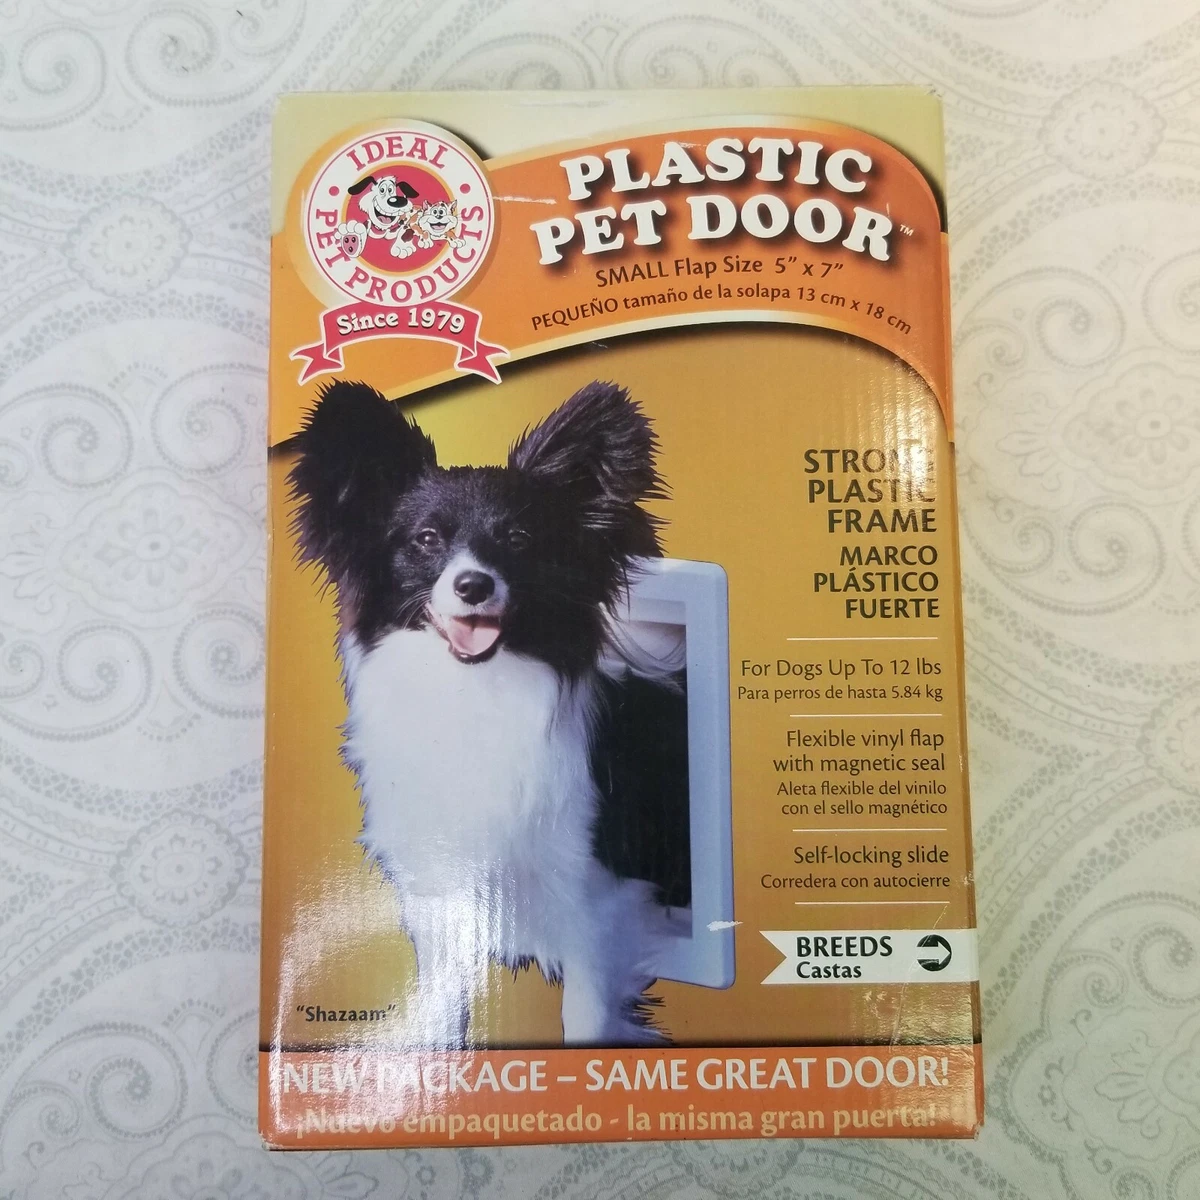 IDEAL
PET PRODUCTS
Since 1979
PLASTIC
PET DOOR™
SMALL Flap Size 5" x 7"
PEQUEÑO tamaño de la solapa 13 cm x 18 cm
STRONG
PLASTIC
FRAME
MARCO
PLÁSTICO
FUERTE
For Dogs Up To 12 lbs
Para perros de hasta 5.84 kg
Flexible vinyl flap
with magnetic seal
Aleta flexible del vinilo
con el sello magnético
Self-locking slide
Corredera con autocierre
BREEDS
Castas
"Shazaam"
NEW PACKAGE – SAME GREAT DOOR!
¡Nuevo empaquetado - la misma gran puerta!